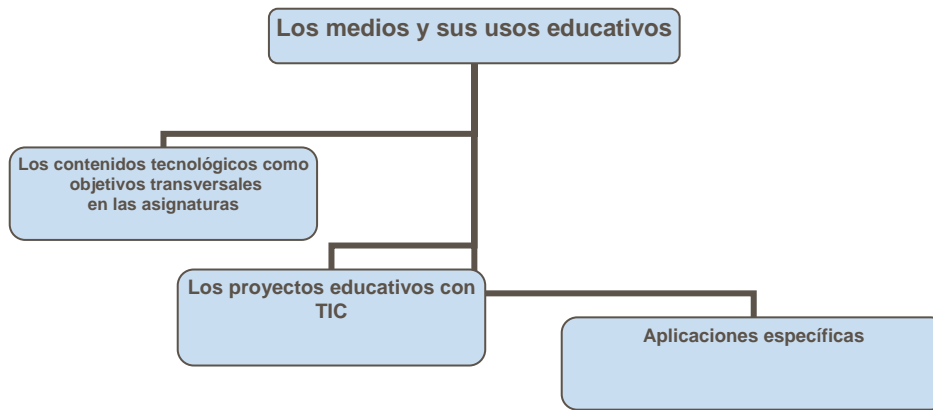 Los medios y sus usos educativos
Los contenidos tecnológicos como
objetivos transversales
en las asignaturas
Los proyectos educativos con
TIC
Aplicaciones específicas